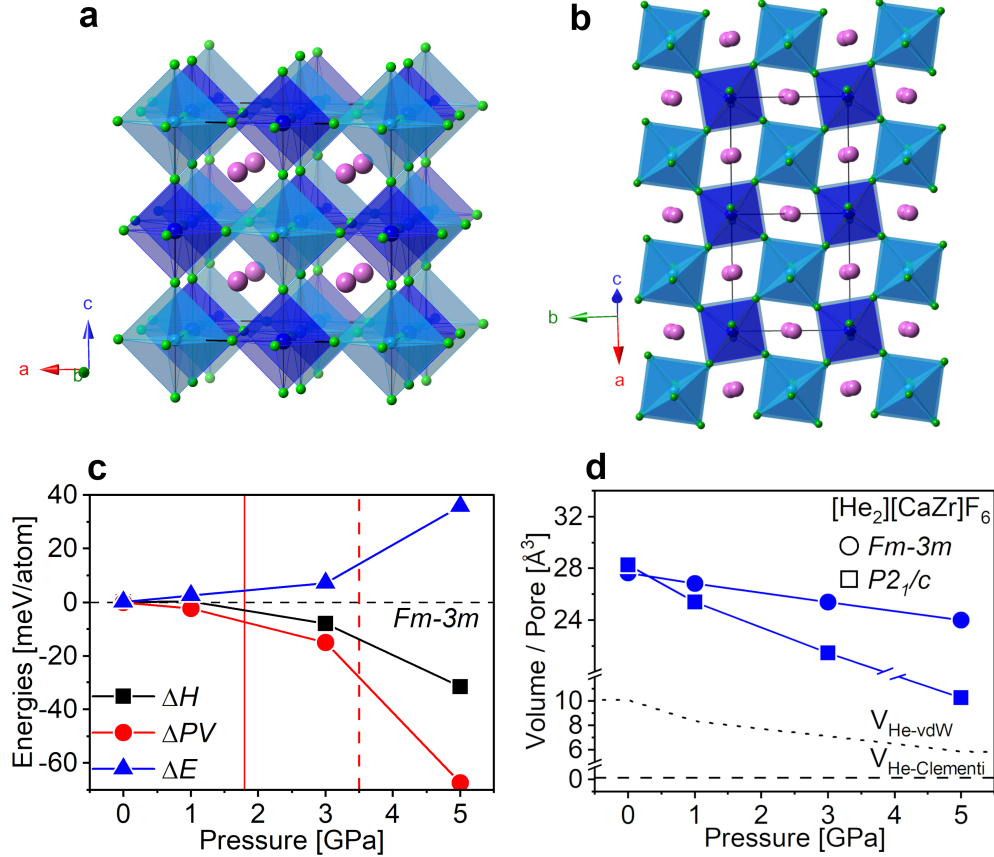 a
b
c
a
b
c
b
a
c
Energies [meV/atom]
40
20
0
-20
-40
-60
Fm-3m
ΔH
ΔPV
ΔE
0
1
2
3
4
5
Pressure [GPa]
d
Volume / Pore [Å³]
32
28
24
10
8
6
0
[He₂][CaZr]F₆
Fm-3m
P2₁/c
V_He-vdW
V_He-Clementi
0
1
2
3
4
5
Pressure [GPa]